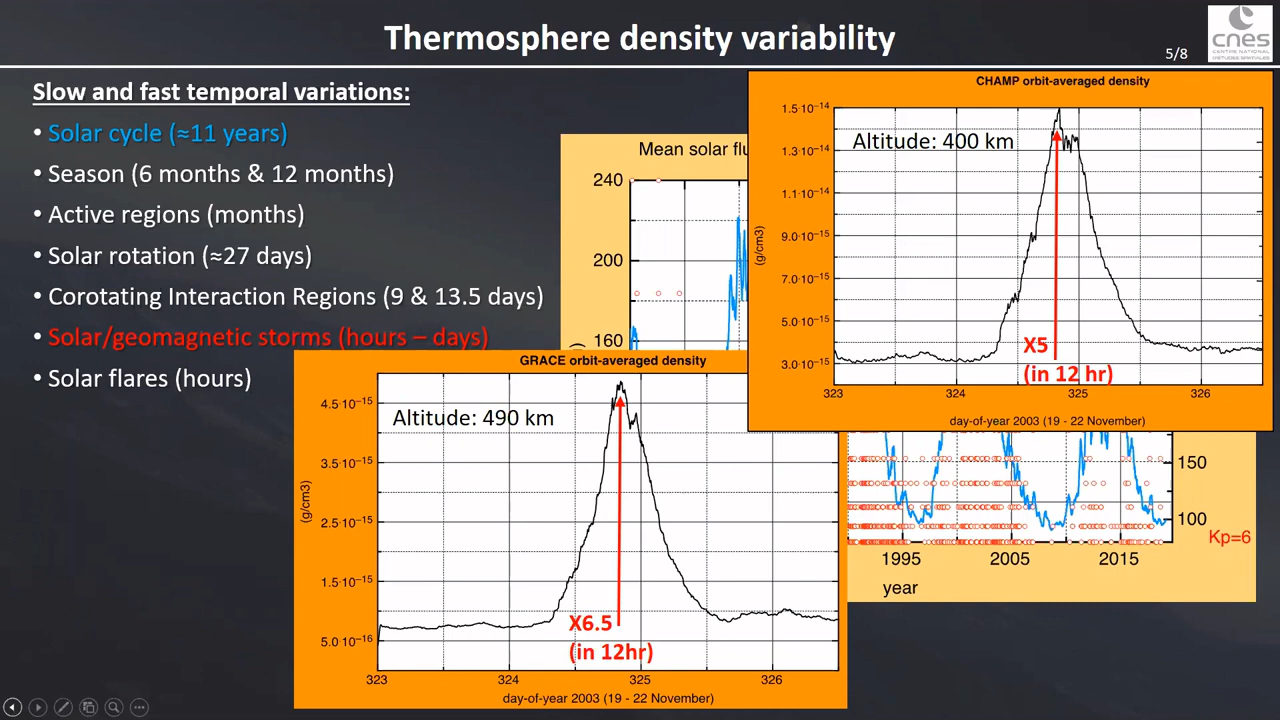 Thermosphere density variability
5/8
cnes
CENTRE NATIONAL
D'ÉTUDES SPATIALES
Slow and fast temporal variations:
• Solar cycle (≈11 years)
• Season (6 months & 12 months)
• Active regions (months)
• Solar rotation (≈27 days)
• Corotating Interaction Regions (9 & 13.5 days)
• Solar/geomagnetic storms (hours – days)
• Solar flares (hours)
Mean solar flu
240
200
160
CHAMP orbit-averaged density
Altitude: 400 km
1.5·10⁻¹⁴
1.3·10⁻¹⁴
1.1·10⁻¹⁴
9.0·10⁻¹⁵
7.0·10⁻¹⁵
5.0·10⁻¹⁵
3.0·10⁻¹⁵
(g/cm3)
X5
(in 12 hr)
323 324 325 326
day-of-year 2003 (19 - 22 November)
GRACE orbit-averaged density
Altitude: 490 km
4.5·10⁻¹⁵
3.5·10⁻¹⁵
2.5·10⁻¹⁵
1.5·10⁻¹⁵
5.0·10⁻¹⁶
(g/cm3)
X6.5
(in 12hr)
323 324 325 326
day-of-year 2003 (19 - 22 November)
150
100
Kp=6
1995 2005 2015
year